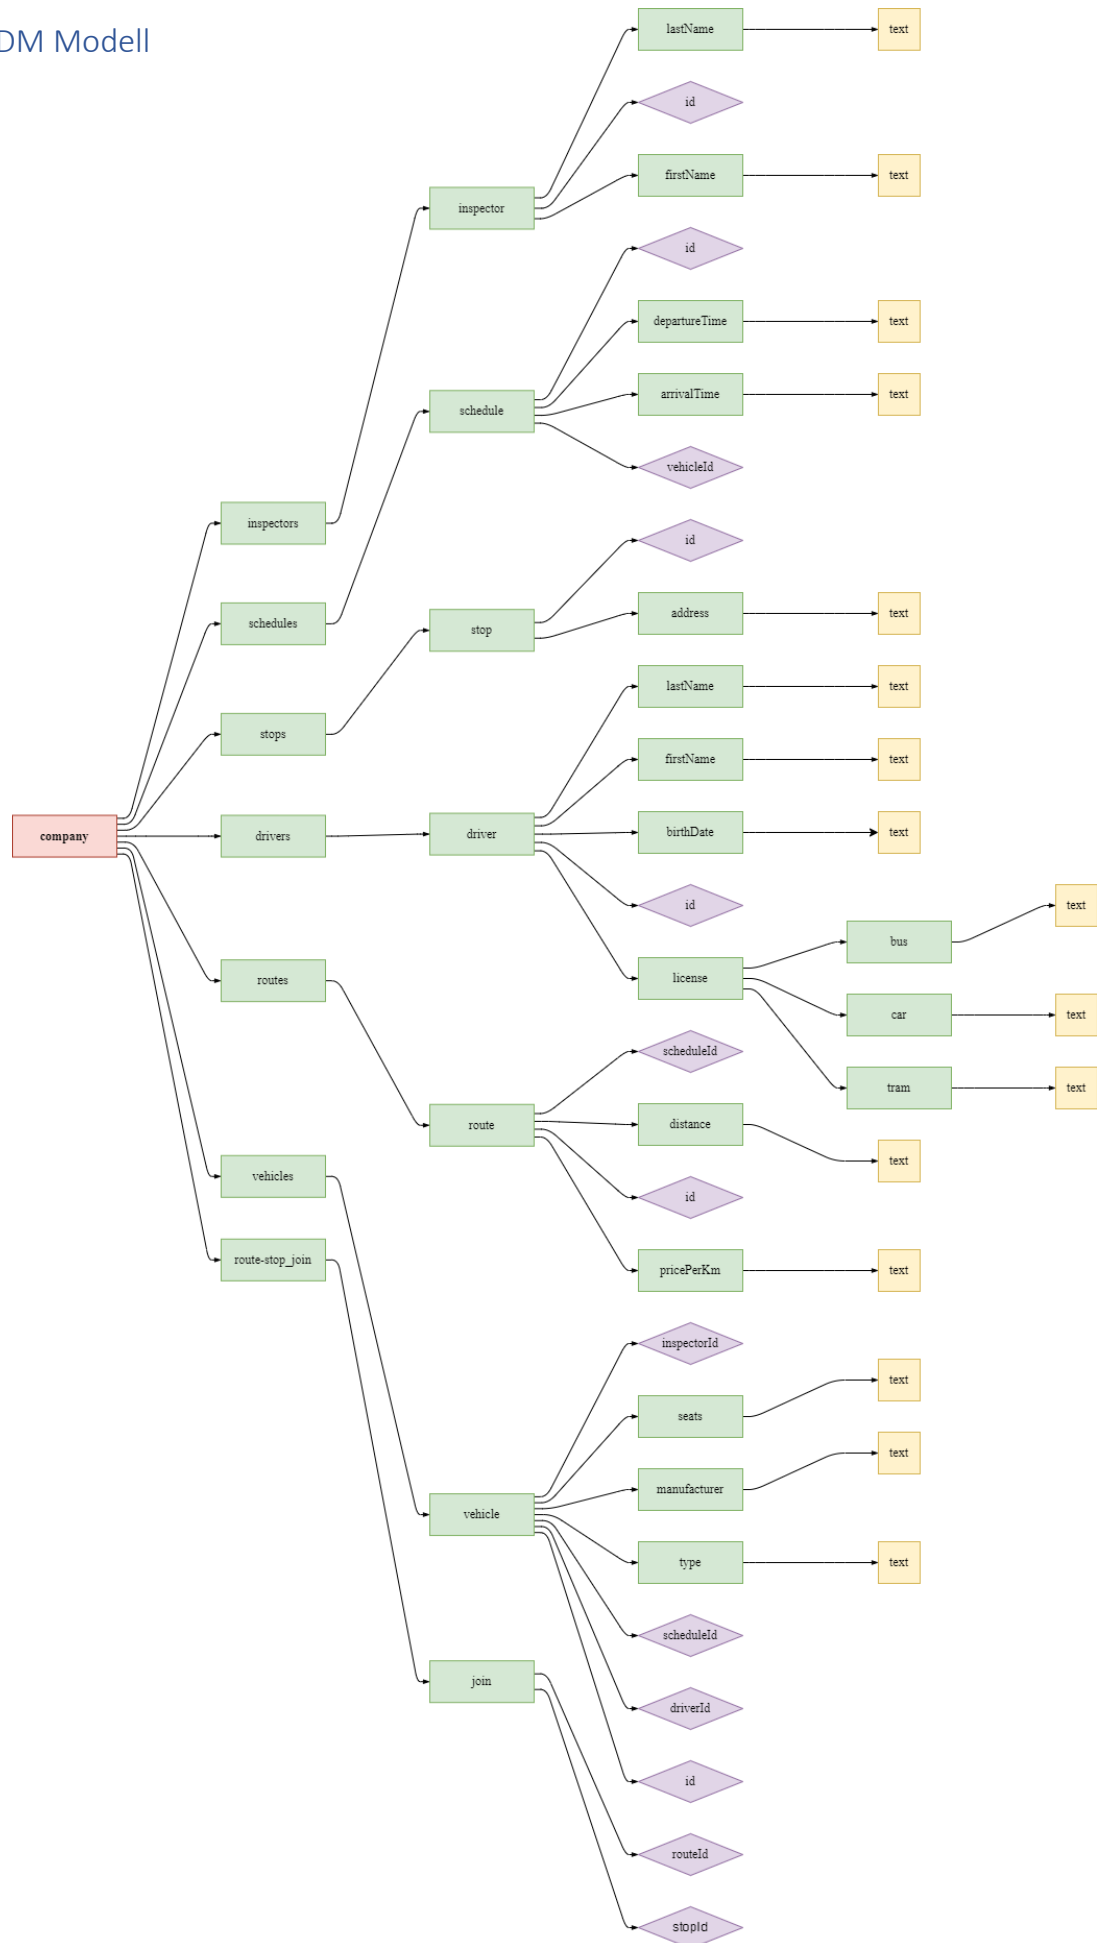 DM Modell
lastName
text
id
firstName
text
inspector
id
departureTime
text
schedule
arrivalTime
text
vehicleId
inspectors
id
schedules
stop
address
text
lastName
text
stops
firstName
text
company
drivers
driver
birthDate
text
id
text
bus
routes
license
car
text
scheduleId
tram
text
route
distance
text
vehicles
id
route-stop_join
pricePerKm
text
inspectorId
text
seats
text
manufacturer
vehicle
type
text
scheduleId
join
driverId
id
routeId
stopId